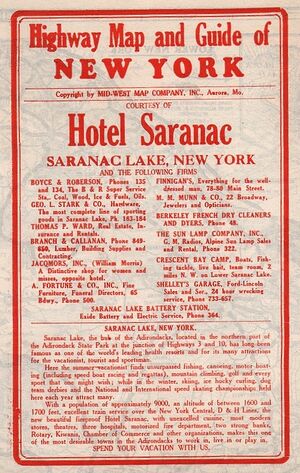 Highway Map and Guide of
NEW YORK
Copyright by MID-WEST MAP COMPANY, INC., Aurora, Mo.
COURTESY OF
Hotel Saranac
SARANAC LAKE, NEW YORK
AND THE FOLLOWING FIRMS
BOYCE & ROBERSON, Phones 135
and 134, The B & R Super Service
Sta., Coal, Wood, Ice & Fuels, Oils.
GEO. L. STARK & CO., Hardware,
The most complete line of sporting
goods in Saranac Lake, Ph. 183-184
THOMAS P. WARD, Real Estate, In-
surance and Rentals.
BRANCH & CALLANAN, Phone 849-
850, Lumber, Building Supplies and
Contracting.
JACQMORS, INC., (William Morris)
A Distinctive shop for women and
misses, opposite hotel.
A. FORTUNE & CO., INC., Fine
Furniture, Funeral Directors, 65
Bdwy., Phone 500.
FINNIGAN'S, Everything for the well-
dressed man, 78-80 Main Street.
M. M. MUNN & CO., 22 Broadway,
Jewelers and Opticians.
BERKELEY FRENCH DRY CLEANERS
AND DYERS, Phone 48.
THE SUN LAMP COMPANY, INC.,
G, M, Radios, Alpine Sun Lamp Sales
and Rental, Phone 322.
CRESCENT BAY CAMP, Boats, Fish-
ing tackle, live bait, team room, 2
miles N. W. on Lower Saranac Lake.
SHELLEY'S GARAGE, Ford-Lincoln
Sales and Ser. 24 hour wrecking
service, Phone 733-657.
SARANAC LAKE BATTERY STATION,
Exide Battery and Electric Service, Phone 364.
SARANAC LAKE, NEW YORK.
Saranac Lake, the hub of the Adirondacks, located in the northern part of
the Adirondack State Park at the junction of Highways 3 and 10, has long been
famous as one of the world's leading health resorts and for its many attractions
for the vacationist, tourist and sportsman.
Here the summer vacationist finds unsurpassed fishing, canoeing, motor boat-
ing (including speed boat racing and regattas), mountain climbing, golf and every
sport that one might wish; while in the winter, skiing, ice hockey, curling, dog
team derbies and the National and International speed skating championships held
here each year attract many.
With a population of approximately 9000, an altitude of between 1600 and
1700 feet, excellent train service over the New York Central, D & H Lines, the
new beautiful fireproof Hotel Saranac, with unexcelled cuisine, most modern
stores, theatres, three hospitals, motorized fire department, two strong banks,
Rotary, Kiwanis, Chamber of Commerce and other organizations, makes this one
of the most desirable towns in the Adirondacks to work in, live in or play in.
SPEND YOUR VACATION WITH US.